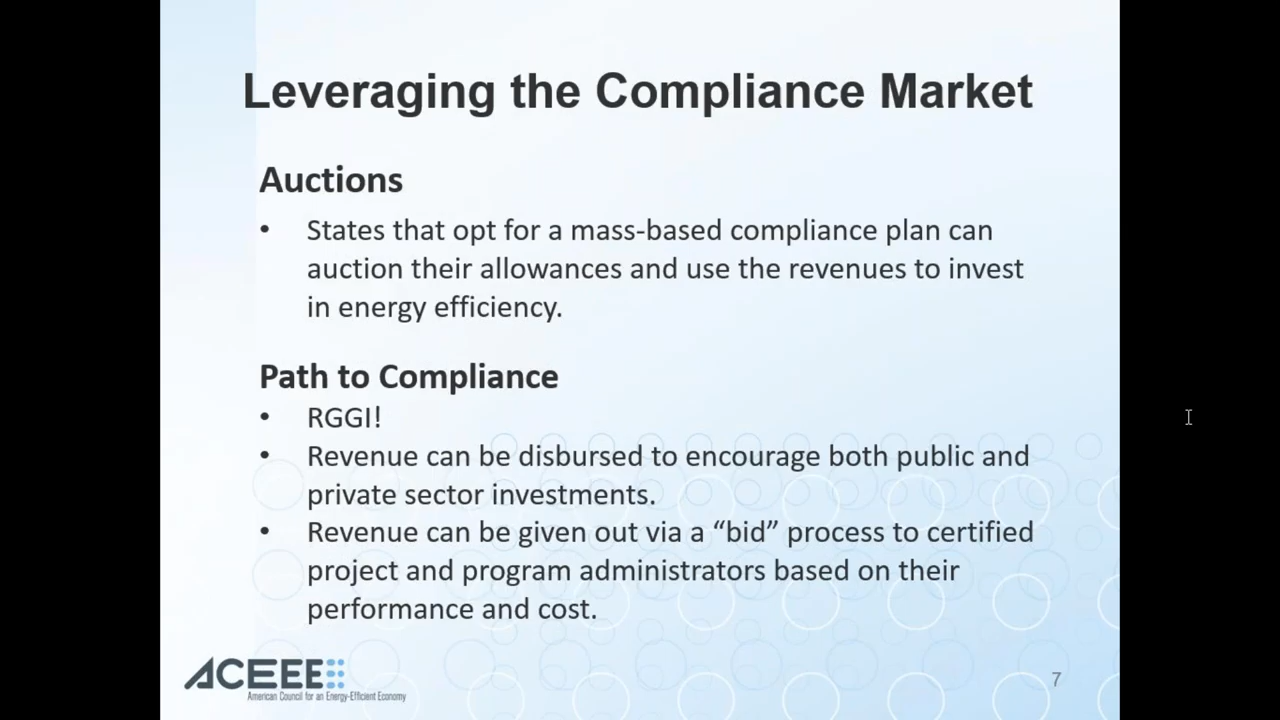 Leveraging the Compliance Market
Auctions
• States that opt for a mass-based compliance plan can
auction their allowances and use the revenues to invest
in energy efficiency.
Path to Compliance
• RGGI!
• Revenue can be disbursed to encourage both public and
private sector investments.
• Revenue can be given out via a “bid” process to certified
project and program administrators based on their
performance and cost.
ACEEE
American Council for an Energy-Efficient Economy
7